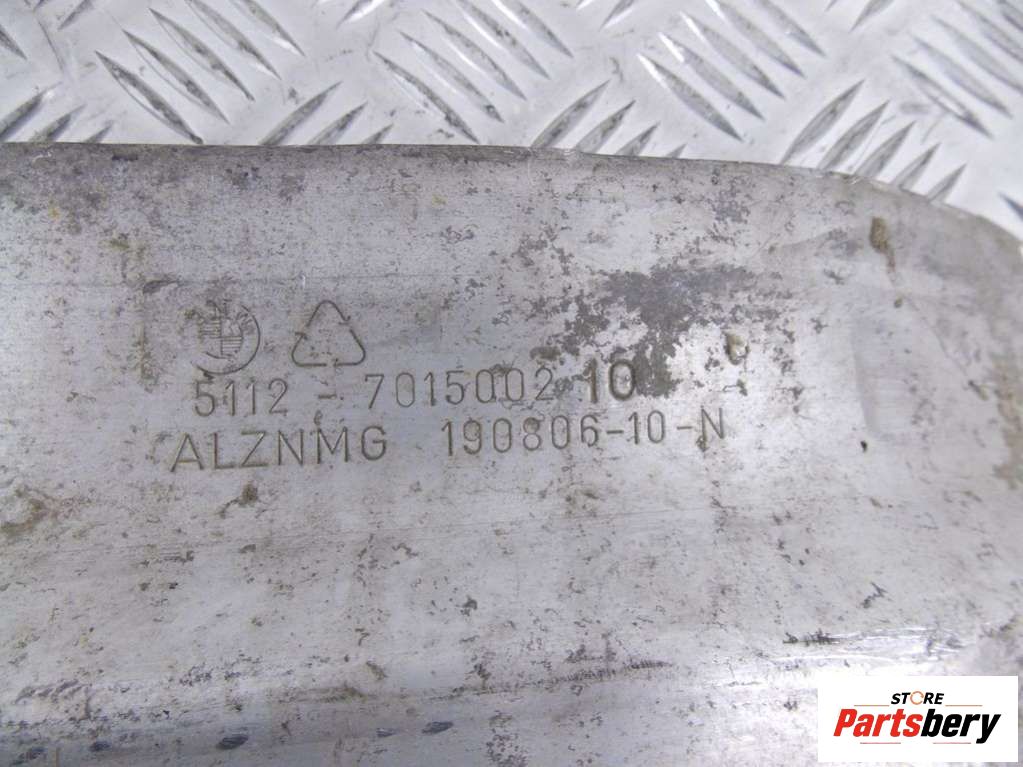 5112 - 7015002 10
ALZNMG 190806-10-N
STORE
Partsbery